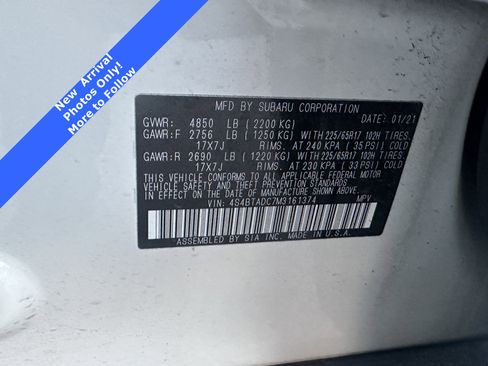 New Arrival
Photos Only!
More to Follow
MFD BY SUBARU CORPORATION
GVWR: 4850 LB (2200 KG) DATE: 01/21
GAWR:F 2756 LB (1250 KG) WITH 225/65R17 102H TIRES,
17X7J RIMS, AT 240 KPA (35 PSI) COLD
GAWR:R 2690 LB (1220 KG) WITH 225/65R17 102H TIRES,
17X7J RIMS, AT 230 KPA (33 PSI) COLD
THIS VEHICLE CONFORMS TO ALL APPLICABLE FEDERAL MOTOR
VEHICLE SAFETY AND THEFT PREVENTION STANDARDS
IN EFFECT ON THE DATE OF MANUFACTURE SHOWN ABOVE.
VIN: 4S4BTADC7M3161374 MPV
ASSEMBLED BY SIA INC. IN U.S.A.